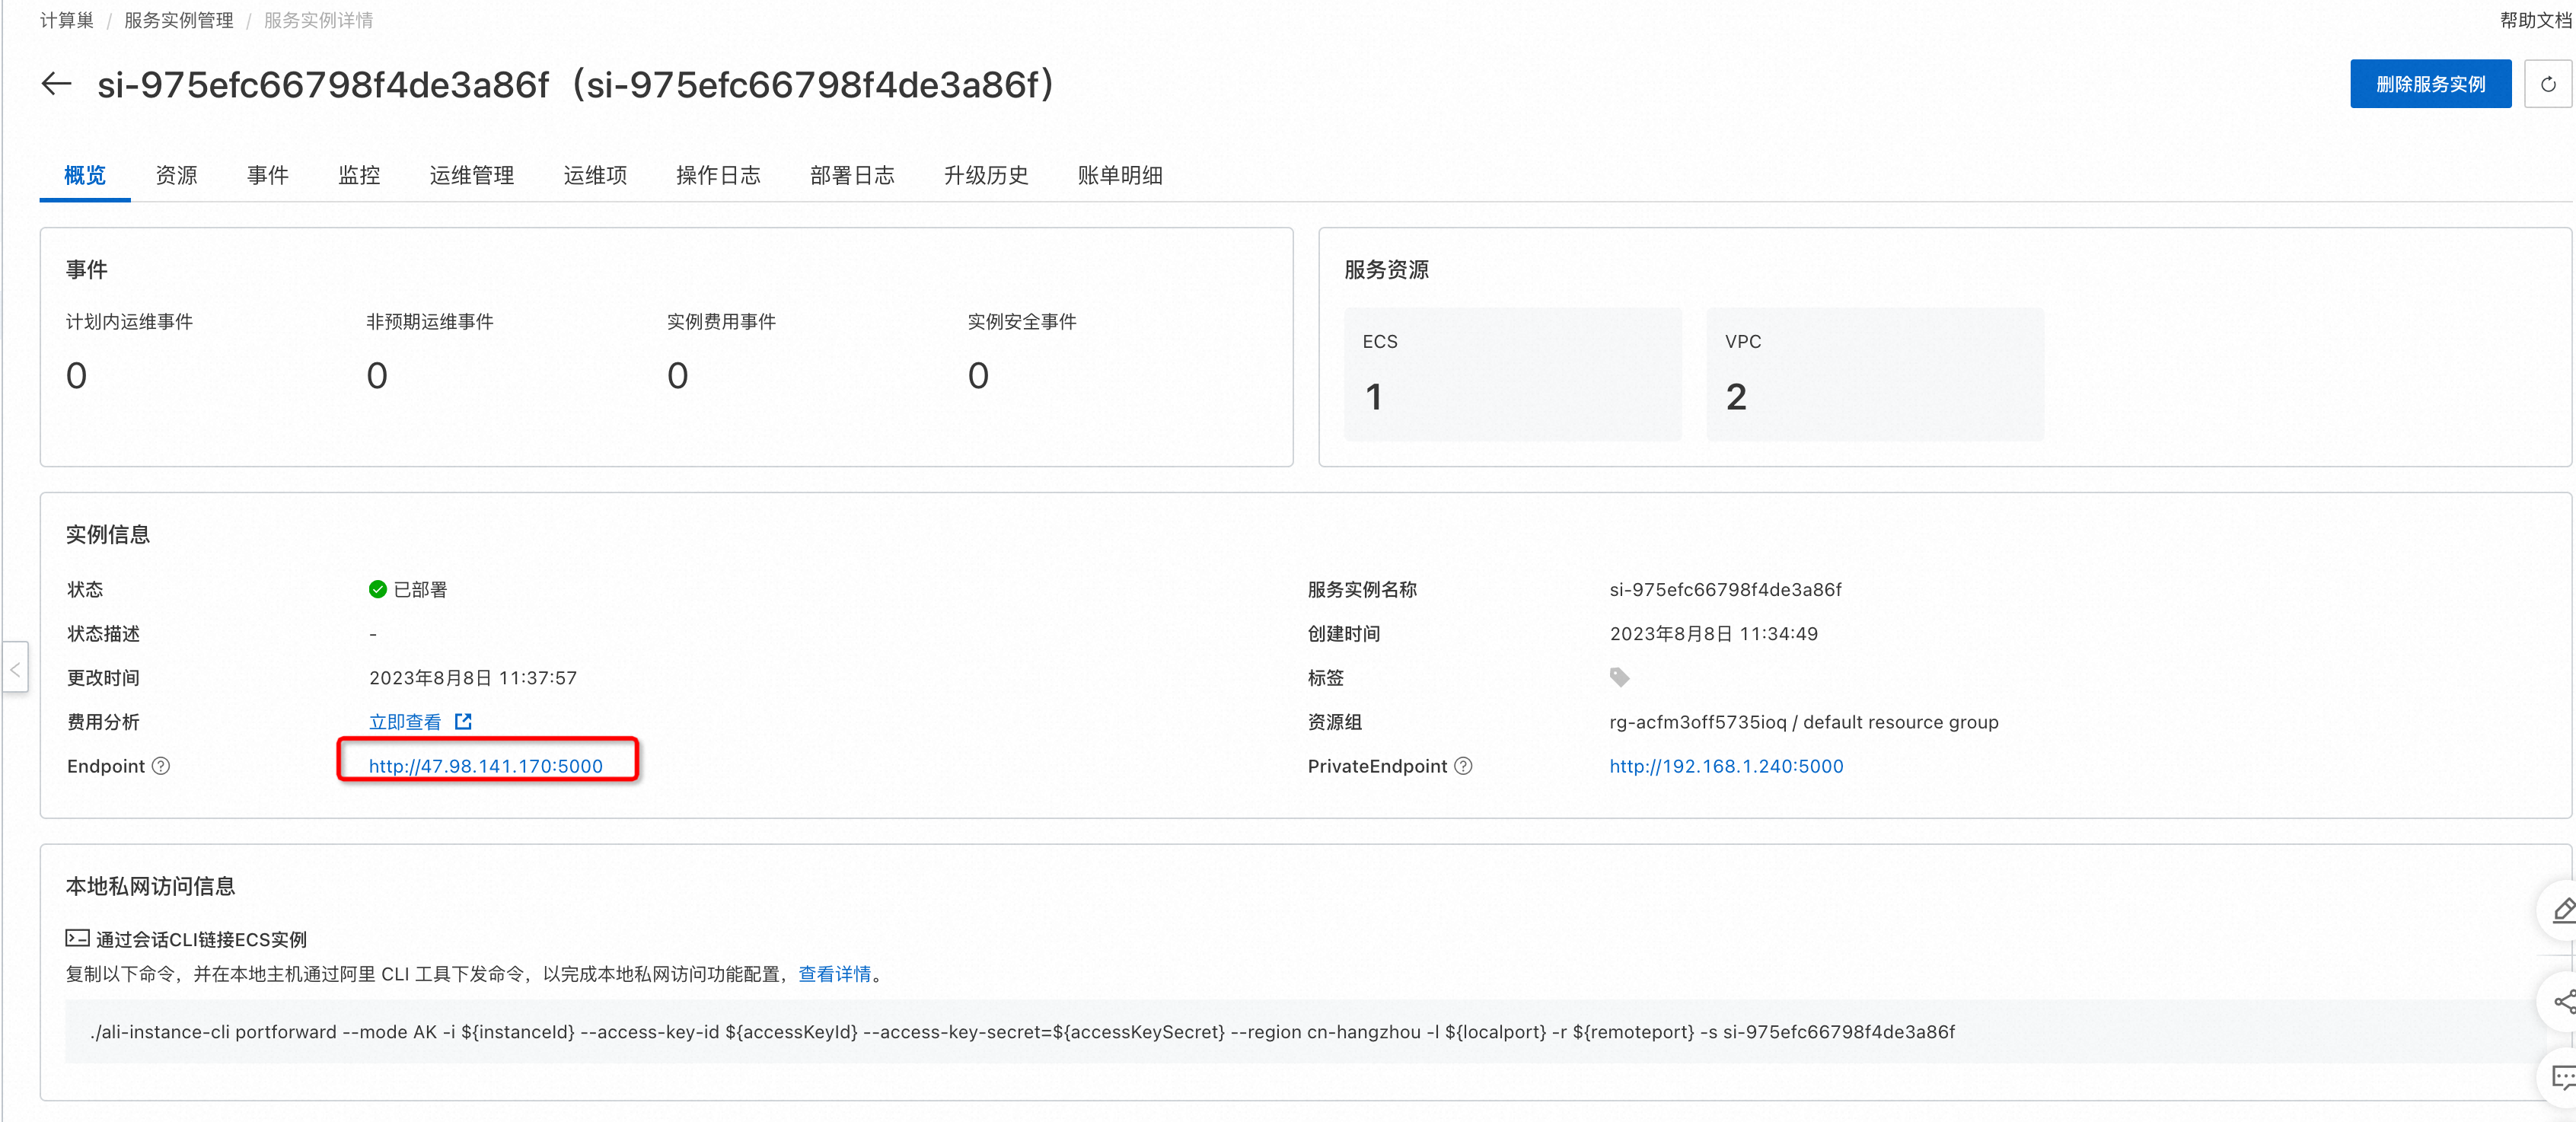 计算巢 / 服务实例管理 / 服务实例详情
帮助文档
si-975efc66798f4de3a86f（si-975efc66798f4de3a86f）
删除服务实例
概览 资源 事件 监控 运维管理 运维项 操作日志 部署日志 升级历史 账单明细
事件
计划内运维事件 非预期运维事件 实例费用事件 实例安全事件
0 0 0 0
服务资源
ECS VPC
1 2
实例信息
状态 已部署 服务实例名称 si-975efc66798f4de3a86f
状态描述 - 创建时间 2023年8月8日 11:34:49
更改时间 2023年8月8日 11:37:57 标签
费用分析 立即查看 资源组 rg-acfm3off5735ioq / default resource group
Endpoint http://47.98.141.170:5000 PrivateEndpoint http://192.168.1.240:5000
本地私网访问信息
通过会话CLI链接ECS实例
复制以下命令，并在本地主机通过阿里 CLI 工具下发命令，以完成本地私网访问功能配置，查看详情。
./ali-instance-cli portforward --mode AK -i ${instanceId} --access-key-id ${accessKeyId} --access-key-secret=${accessKeySecret} --region cn-hangzhou -l ${localport} -r ${remoteport} -s si-975efc66798f4de3a86f